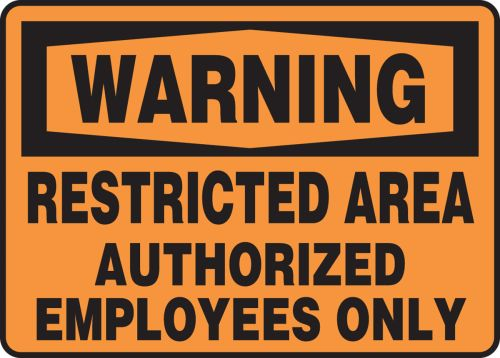 WARNING
RESTRICTED AREA
AUTHORIZED
EMPLOYEES ONLY